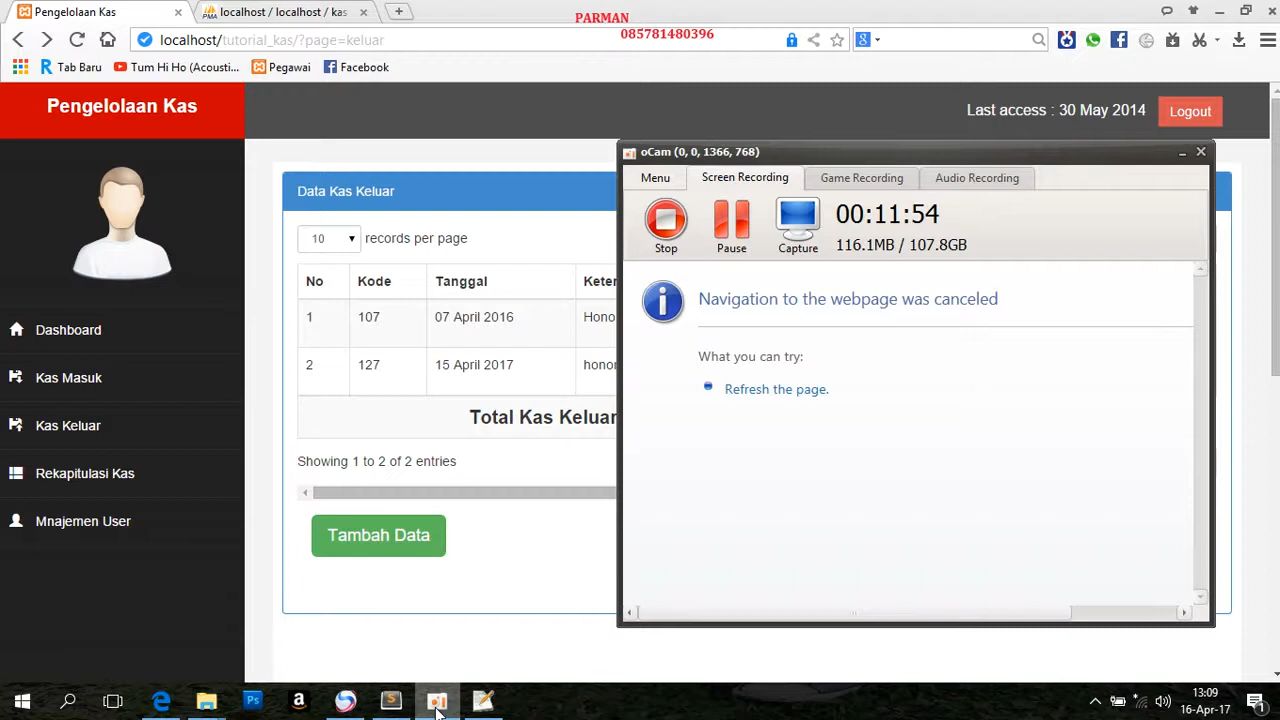 Pengelolaan Kas
localhost / localhost / kas
PARMAN
085781480396
localhost/tutorial_kas/?page=keluar
Tab Baru
Tum Hi Ho (Acousti...
Pegawai
Facebook
Pengelolaan Kas
Last access : 30 May 2014
Logout
Dashboard
Kas Masuk
Kas Keluar
Rekapitulasi Kas
Mnajemen User
Data Kas Keluar
10 records per page
No Kode Tanggal Keter
1 107 07 April 2016 Hono
2 127 15 April 2017 honor
Total Kas Keluar
Showing 1 to 2 of 2 entries
Tambah Data
oCam (0, 0, 1366, 768)
Menu Screen Recording Game Recording Audio Recording
Stop Pause Capture
00:11:54
116.1MB / 107.8GB
Navigation to the webpage was canceled
What you can try:
Refresh the page.
13:09
16-Apr-17